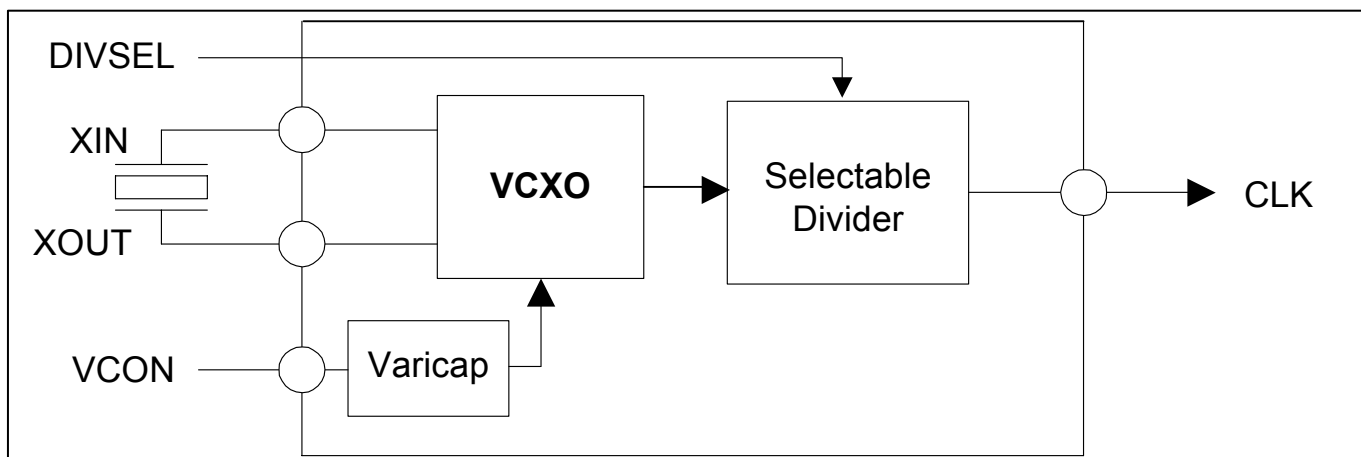 DIVSEL
XIN
XOUT
VCON
VCXO
Varicap
Selectable
Divider
CLK